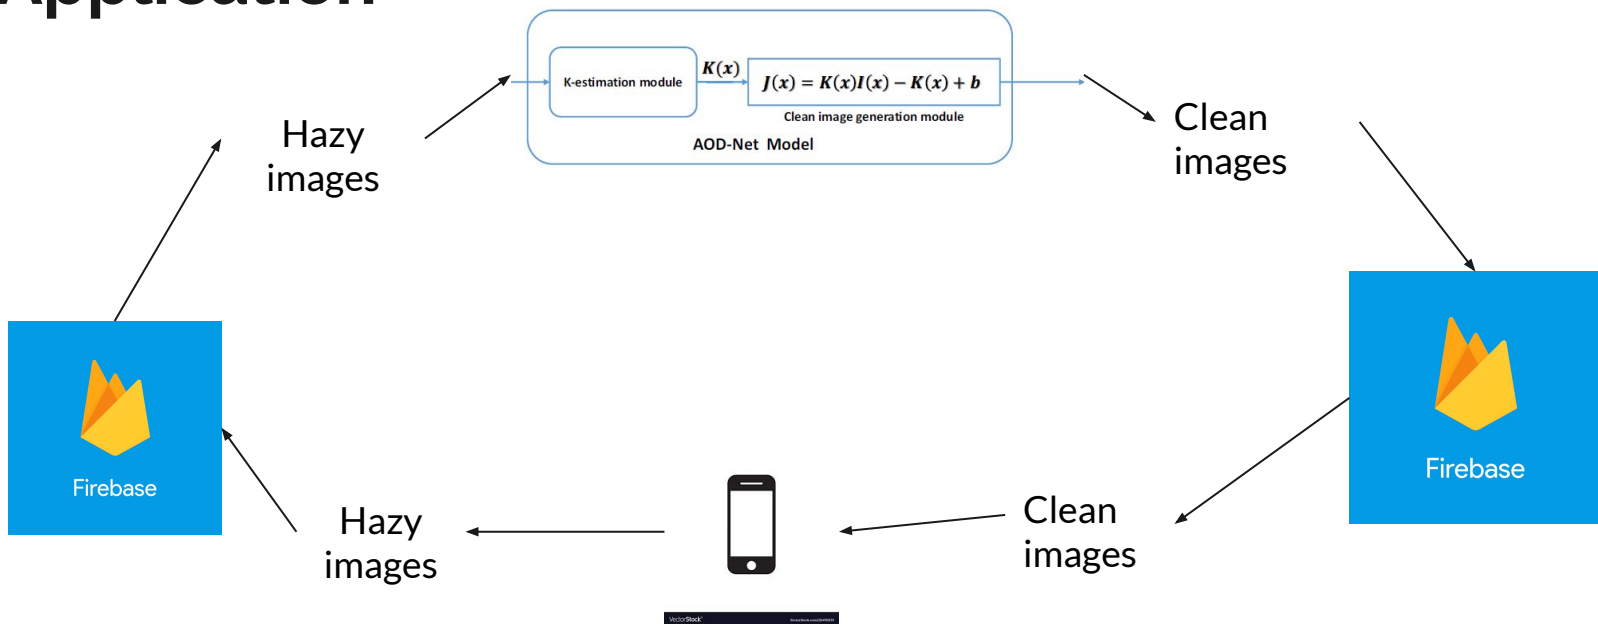 Application
K-estimation module
K(x)
J(x) = K(x)I(x) − K(x) + b
Clean image generation module
AOD-Net Model
Hazy
images
Clean
images
Firebase
Firebase
Hazy
images
Clean
images
VectorStock